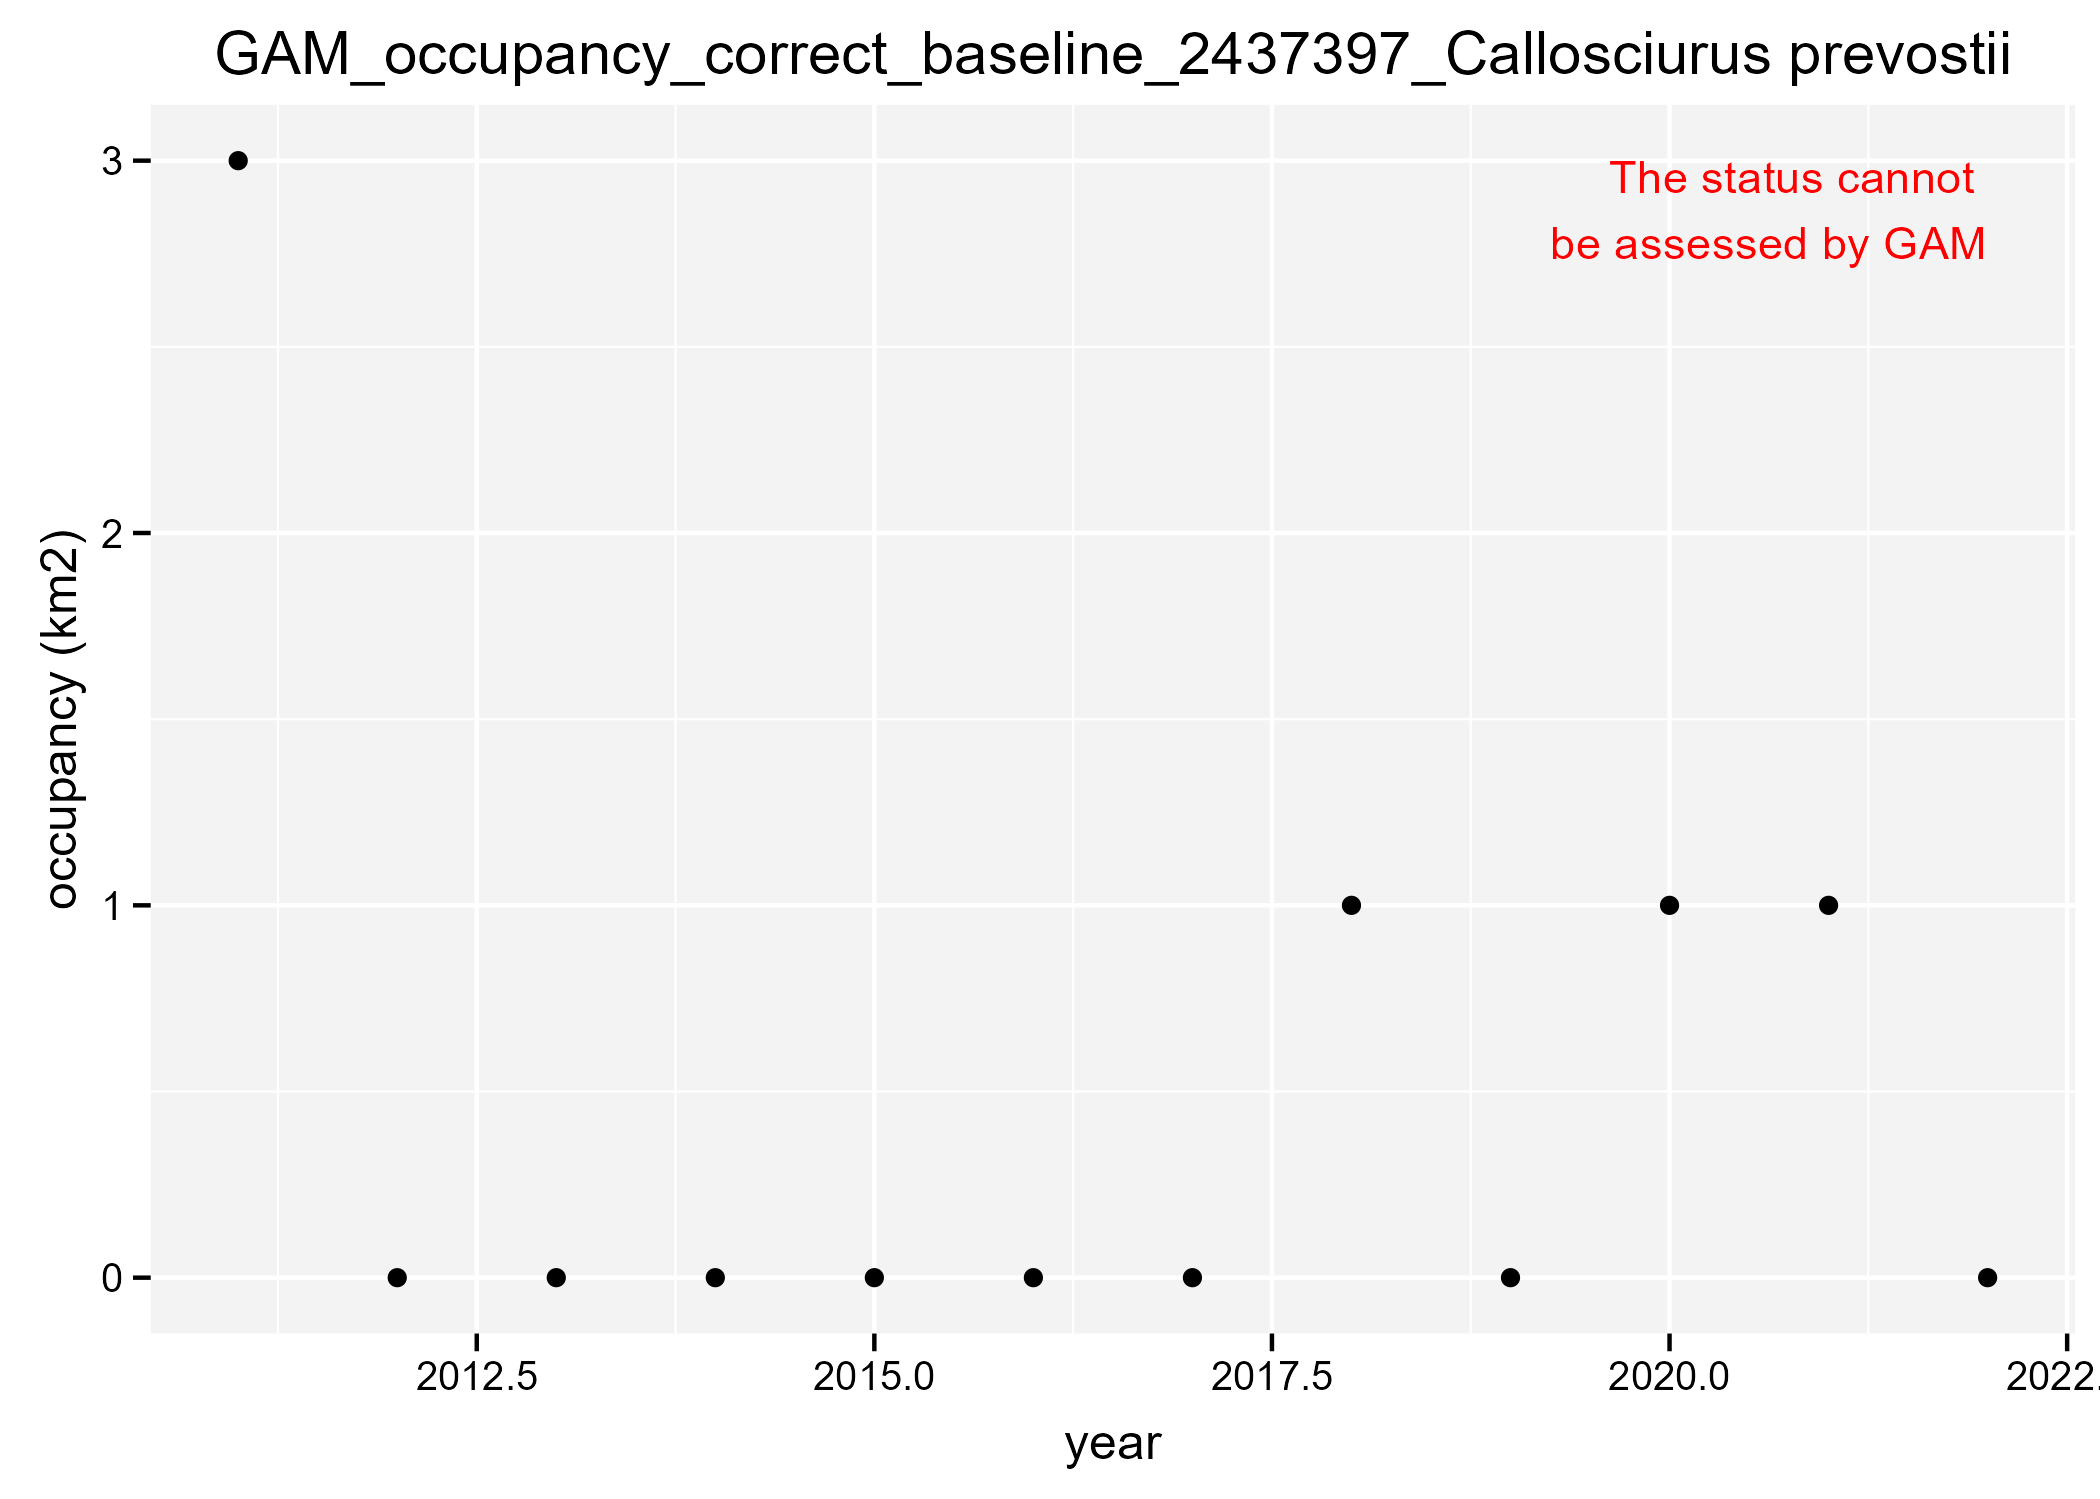 GAM_occupancy_correct_baseline_2437397_Callosciurus prevostii
The status cannot
be assessed by GAM
3
2
1
0
occupancy (km2)
2012.5
2015.0
2017.5
2020.0
2022.
year